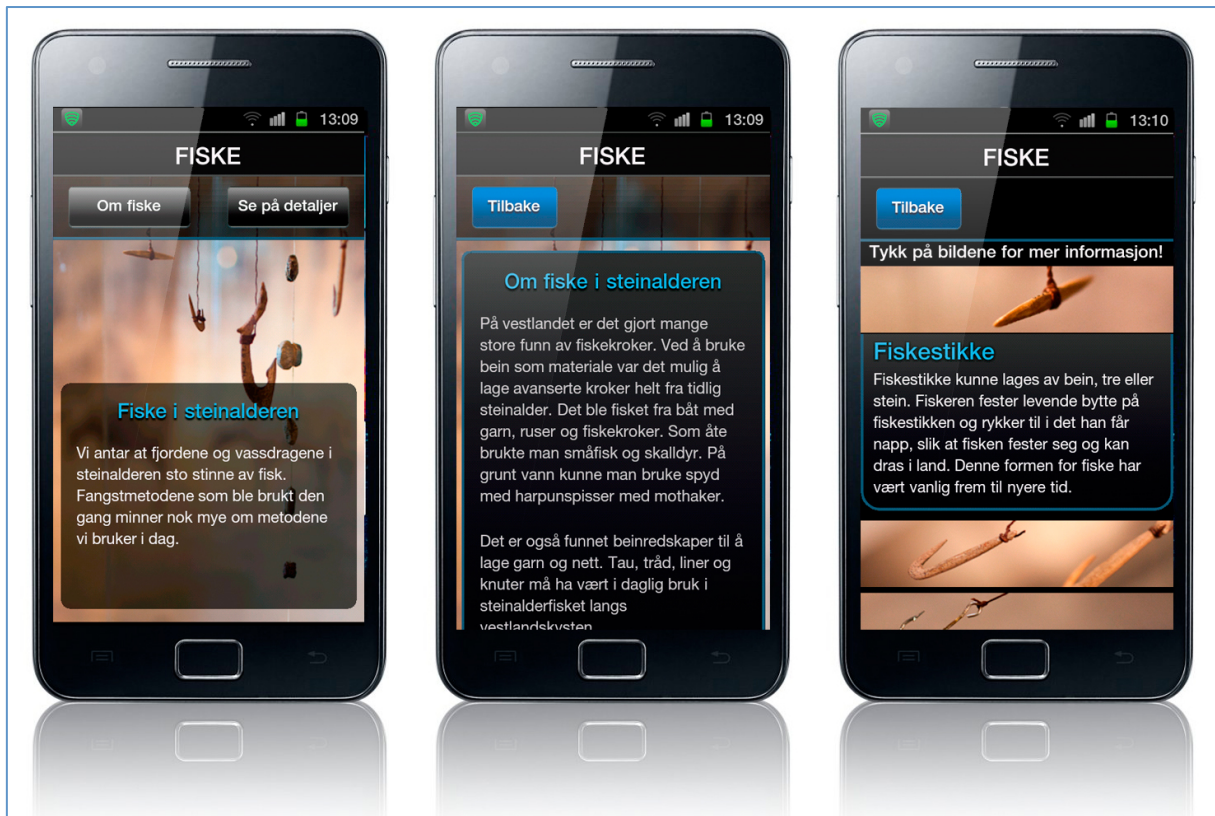 13:09
FISKE
Om fiske
Se på detaljer
Fiske i steinalderen
Vi antar at fjordene og vassdragene i
steinalderen sto stinne av fisk.
Fangstmetodene som ble brukt den
gang minner nok mye om metodene
vi bruker i dag.
13:09
FISKE
Tilbake
Om fiske i steinalderen
På vestlandet er det gjort mange
store funn av fiskekroker. Ved å bruke
bein som materiale var det mulig å
lage avanserte kroker helt fra tidlig
steinalder. Det ble fisket fra båt med
garn, ruser og fiskekroker. Som åte
brukte man småfisk og skalldyr. På
grunt vann kunne man bruke spyd
med harpunspisser med mothaker.
Det er også funnet beinredskaper til å
lage garn og nett. Tau, tråd, liner og
knuter må ha vært i daglig bruk i
steinalderfisket langs
vestlandskysten
13:10
FISKE
Tilbake
Tykk på bildene for mer informasjon!
Fiskestikke
Fiskestikke kunne lages av bein, tre eller
stein. Fiskeren fester levende bytte på
fiskestikken og rykker til i det han får
napp, slik at fisken fester seg og kan
dras i land. Denne formen for fiske har
vært vanlig frem til nyere tid.